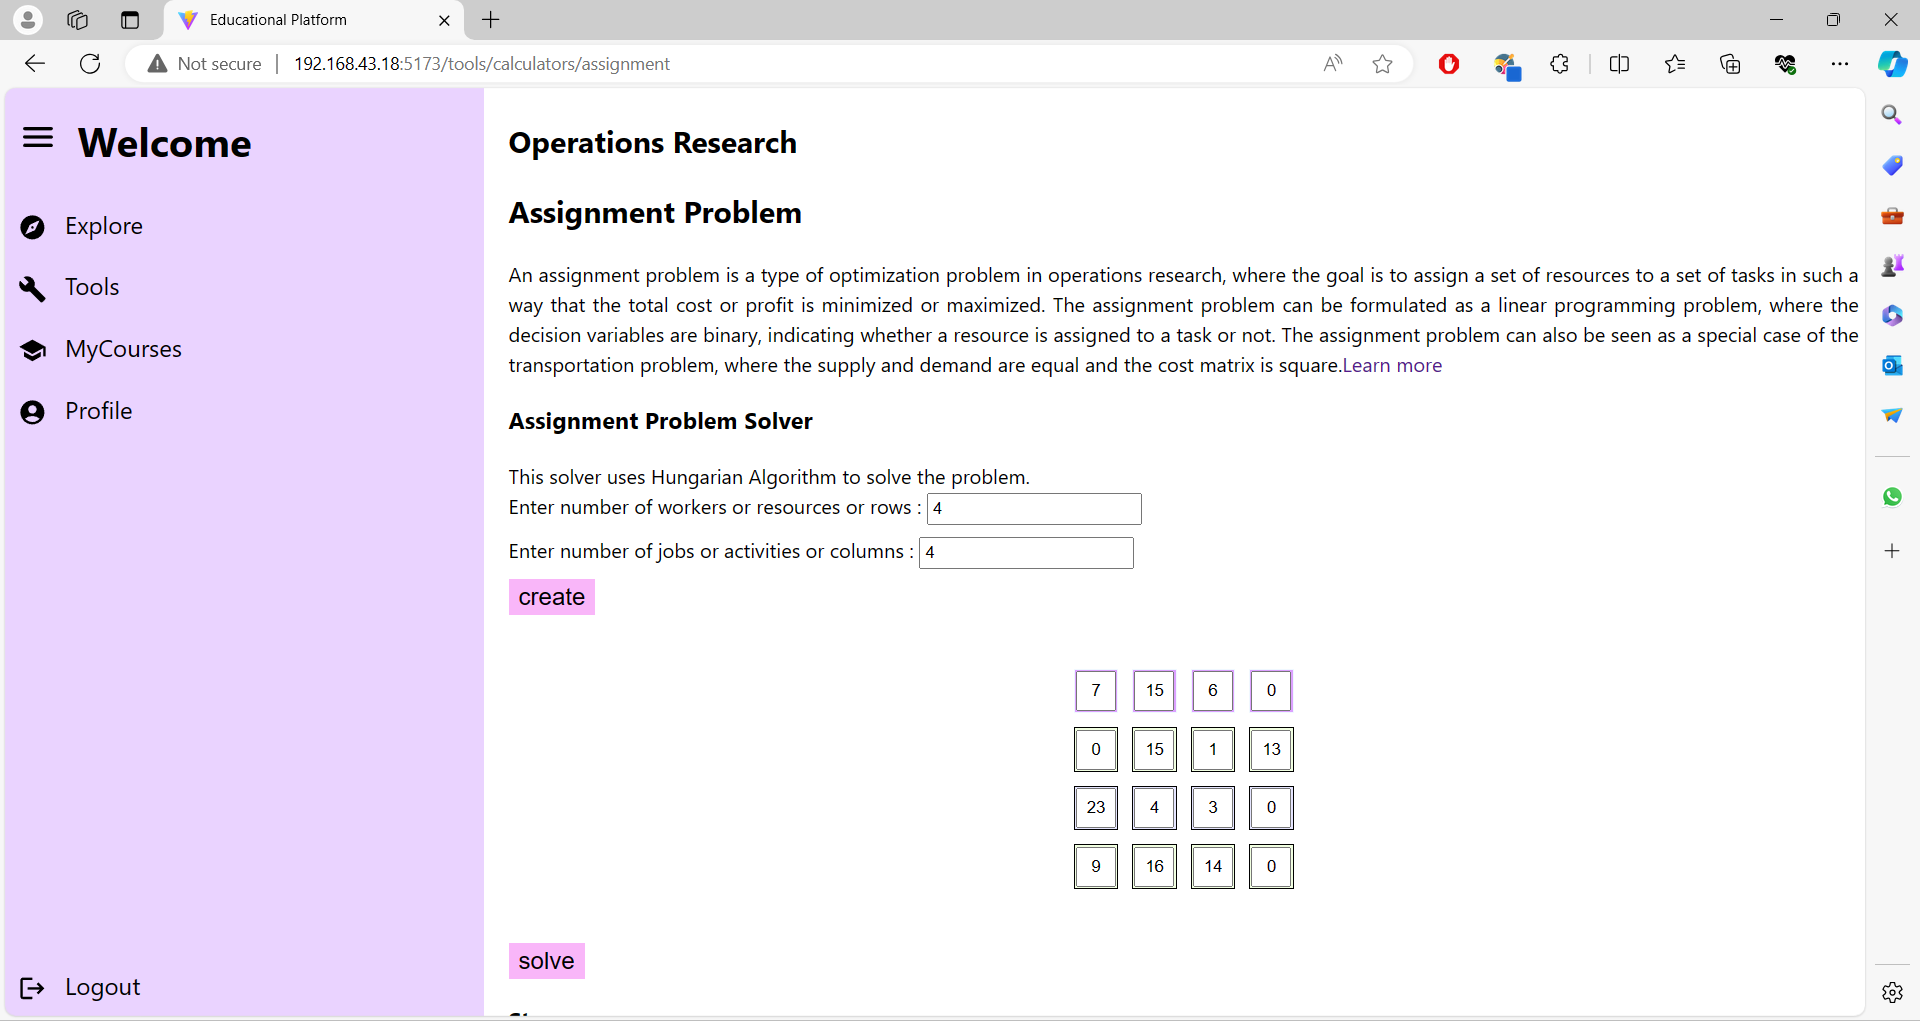 Educational Platform
Not secure
192.168.43.18:5173/tools/calculators/assignment
Welcome
Explore
Tools
MyCourses
Profile
Logout
Operations Research
Assignment Problem
An assignment problem is a type of optimization problem in operations research, where the goal is to assign a set of resources to a set of tasks in such a
way that the total cost or profit is minimized or maximized. The assignment problem can be formulated as a linear programming problem, where the
decision variables are binary, indicating whether a resource is assigned to a task or not. The assignment problem can also be seen as a special case of the
transportation problem, where the supply and demand are equal and the cost matrix is square.Learn more
Assignment Problem Solver
This solver uses Hungarian Algorithm to solve the problem.
Enter number of workers or resources or rows : 4
Enter number of jobs or activities or columns : 4
create
7 15 6 0
0 15 1 13
23 4 3 0
9 16 14 0
solve